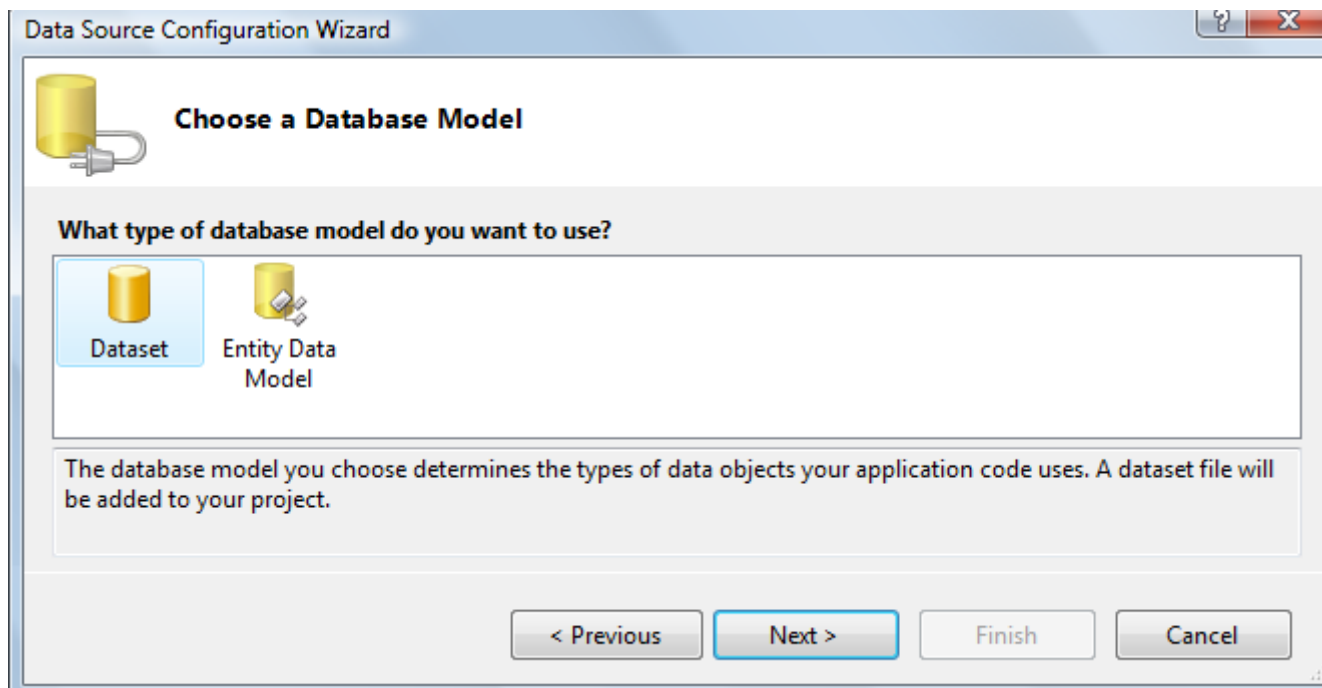 Data Source Configuration Wizard
?
X
Choose a Database Model
What type of database model do you want to use?
Dataset
Entity Data
Model
The database model you choose determines the types of data objects your application code uses. A dataset file will
be added to your project.
< Previous
Next >
Finish
Cancel